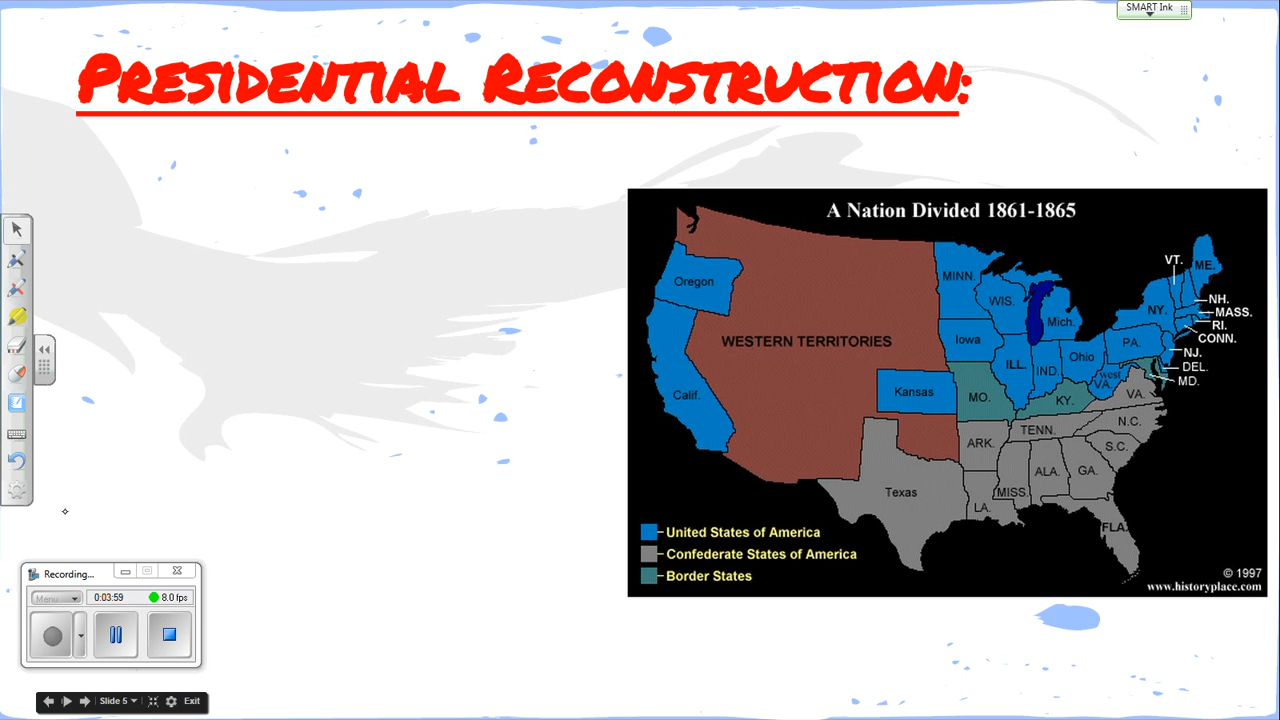 SMART Ink
PRESIDENTIAL RECONSTRUCTION:
A Nation Divided 1861-1865
VT.
ME.
Oregon
MINN.
WIS.
Mich.
NY.
NH.
MASS.
RI.
CONN.
WESTERN TERRITORIES
Iowa
PA.
NJ.
ILL.
IND.
Ohio
DEL.
MD.
Calif.
Kansas
MO.
KY.
West
VA.
VA.
TENN.
N.C.
ARK.
S.C.
Texas
LA.
MISS.
ALA.
GA.
FLA.
United States of America
Confederate States of America
Border States
© 1997
www.historyplace.com
Recording...
Menu
0:03:59
8.0 fps
Slide 5
Exit